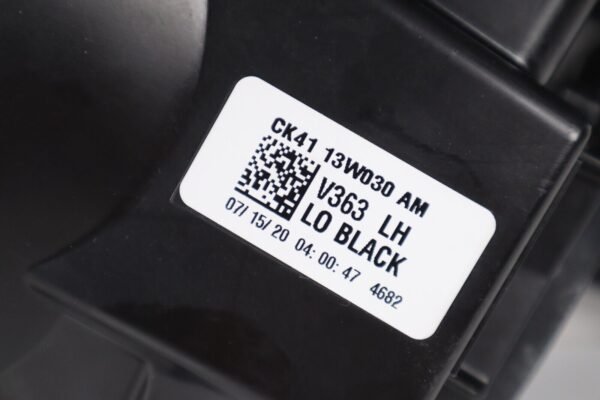 CK41 13W030 AM
V363 LH
LO BLACK
07/15/20 04:00:47 4682